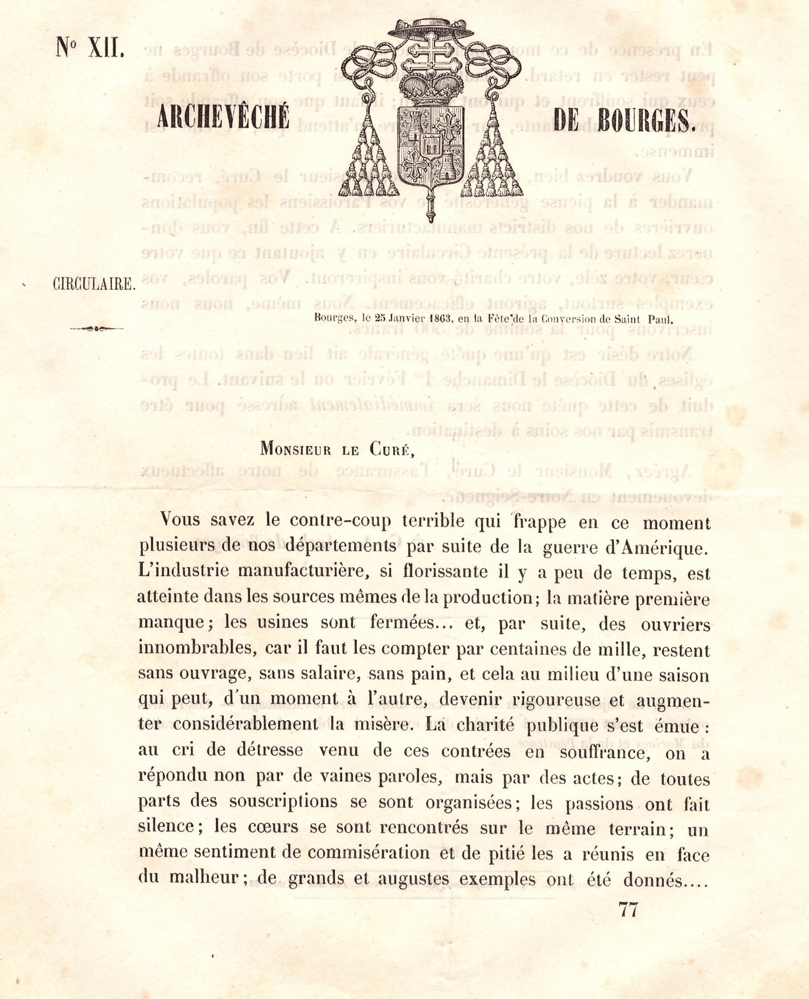 N° XII.
ARCHEVÊCHÉ DE BOURGES.
CIRCULAIRE.
Bourges, le 25 Janvier 1863, en la Fête de la Conversion de Saint Paul.
MONSIEUR LE CURÉ,
Vous savez le contre-coup terrible qui frappe en ce moment
plusieurs de nos départements par suite de la guerre d'Amérique.
L'industrie manufacturière, si florissante il y a peu de temps, est
atteinte dans les sources mêmes de la production; la matière première
manque; les usines sont fermées... et, par suite, des ouvriers
innombrables, car il faut les compter par centaines de mille, restent
sans ouvrage, sans salaire, sans pain, et cela au milieu d'une saison
qui peut, d'un moment à l'autre, devenir rigoureuse et augmen-
ter considérablement la misère. La charité publique s'est émue :
au cri de détresse venu de ces contrées en souffrance, on a
répondu non par de vaines paroles, mais par des actes; de toutes
parts des souscriptions se sont organisées; les passions ont fait
silence; les cœurs se sont rencontrés sur le même terrain; un
même sentiment de commisération et de pitié les a réunis en face
du malheur; de grands et augustes exemples ont été donnés....
77